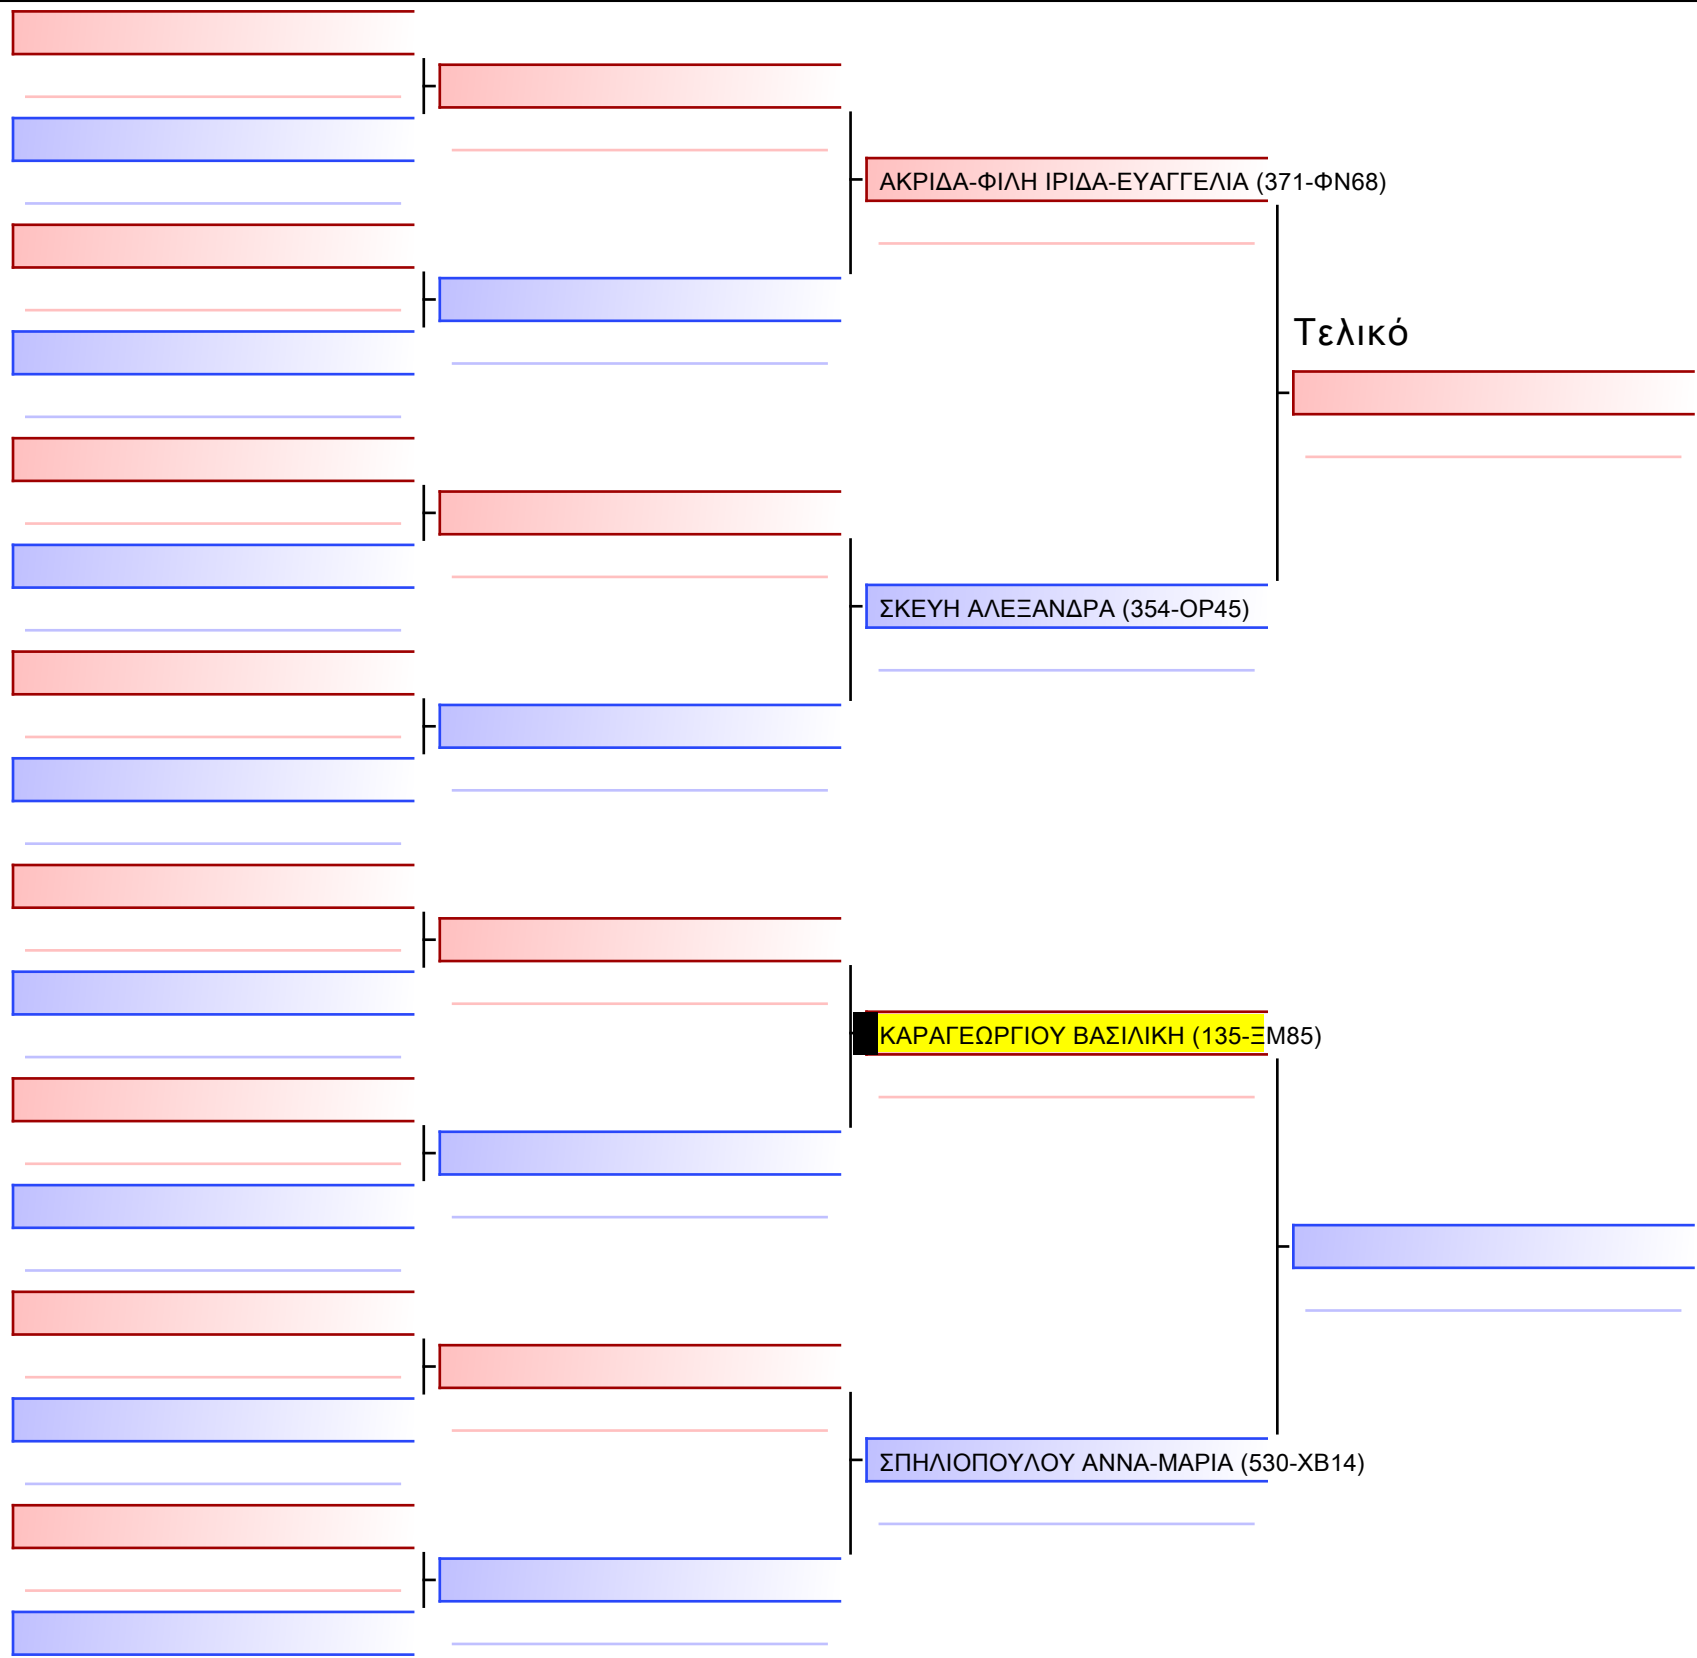 ΑΚΡΙΔΑ-ΦΙΛΗ ΙΡΙΔΑ-ΕΥΑΓΓΕΛΙΑ (371-ΦΝ68)
Τελικό
ΣΚΕΥΗ ΑΛΕΞΑΝΔΡΑ (354-ΟΡ45)
ΚΑΡΑΓΕΩΡΓΙΟΥ ΒΑΣΙΛΙΚΗ (135-ΞΜ85)
ΣΠΗΛΙΟΠΟΥΛΟΥ ΑΝΝΑ-ΜΑΡΙΑ (530-ΧΒ14)